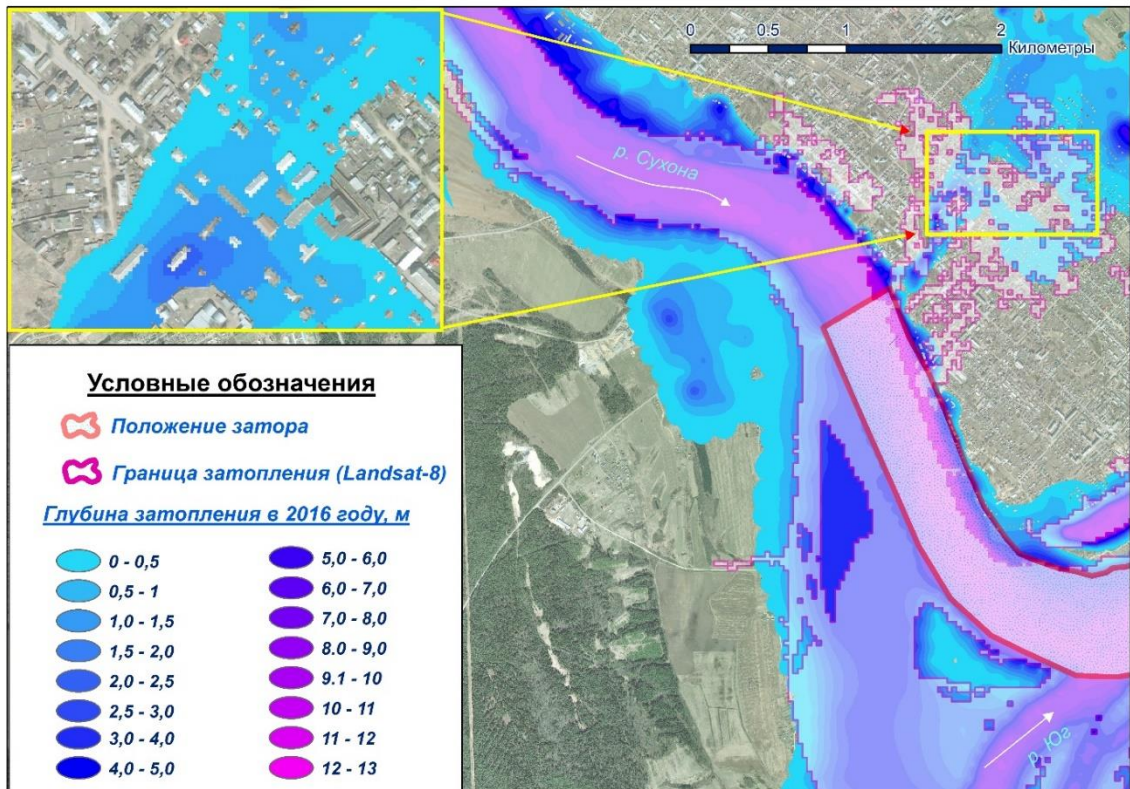 0 0.5 1 2
Километры
р. Сухона
р. Юг
Условные обозначения
Положение затора
Граница затопления (Landsat-8)
Глубина затопления в 2016 году, м
0 - 0,5
0,5 - 1
1,0 - 1,5
1,5 - 2,0
2,0 - 2,5
2,5 - 3,0
3,0 - 4,0
4,0 - 5,0
5,0 - 6,0
6,0 - 7,0
7,0 - 8,0
8.0 - 9,0
9.1 - 10
10 - 11
11 - 12
12 - 13